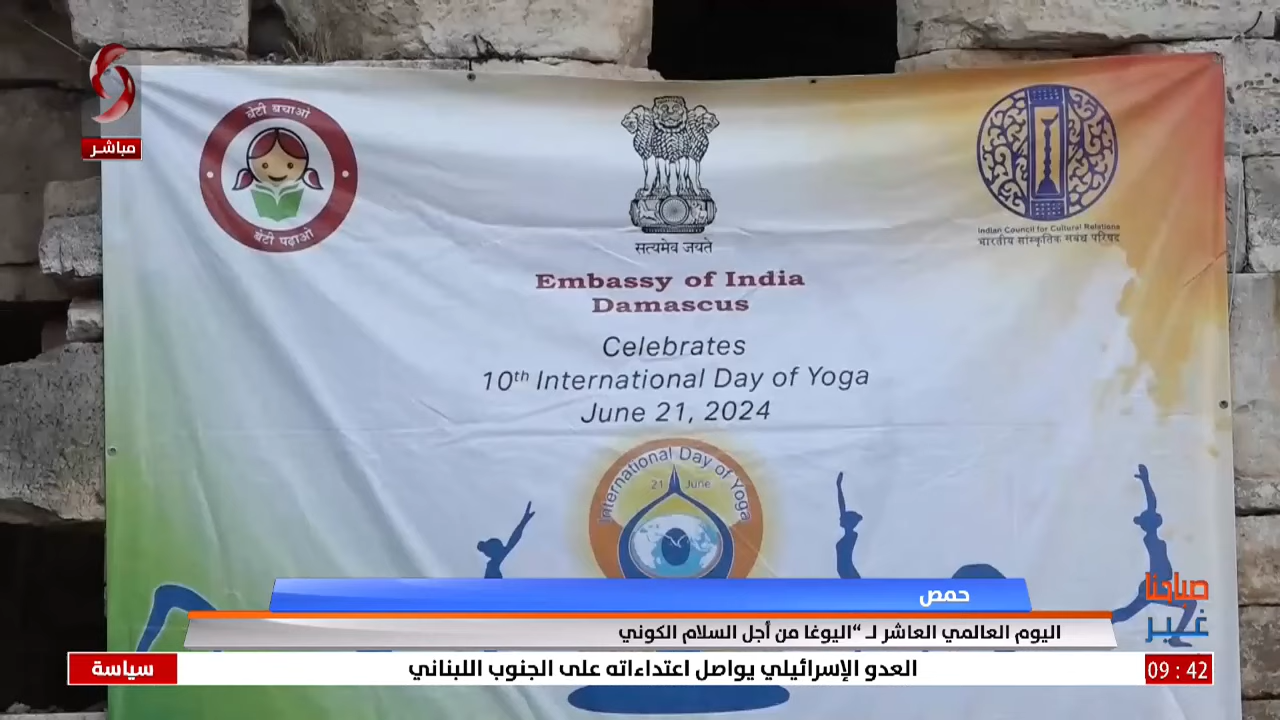 مباشر
बेटी बचाओ
बेटी पढ़ाओ
सत्यमेव जयते
Indian Council for Cultural Relations
भारतीय सांस्कृतिक संबंध परिषद्
Embassy of India
Damascus
Celebrates
10th International Day of Yoga
June 21, 2024
International Day of Yoga
21 June
حمص
صباحنا
غير
اليوم العالمي العاشر لـ “اليوغا من أجل السلام الكوني
سياسة
العدو الإسرائيلي يواصل اعتداءاته على الجنوب اللبناني
09 : 42